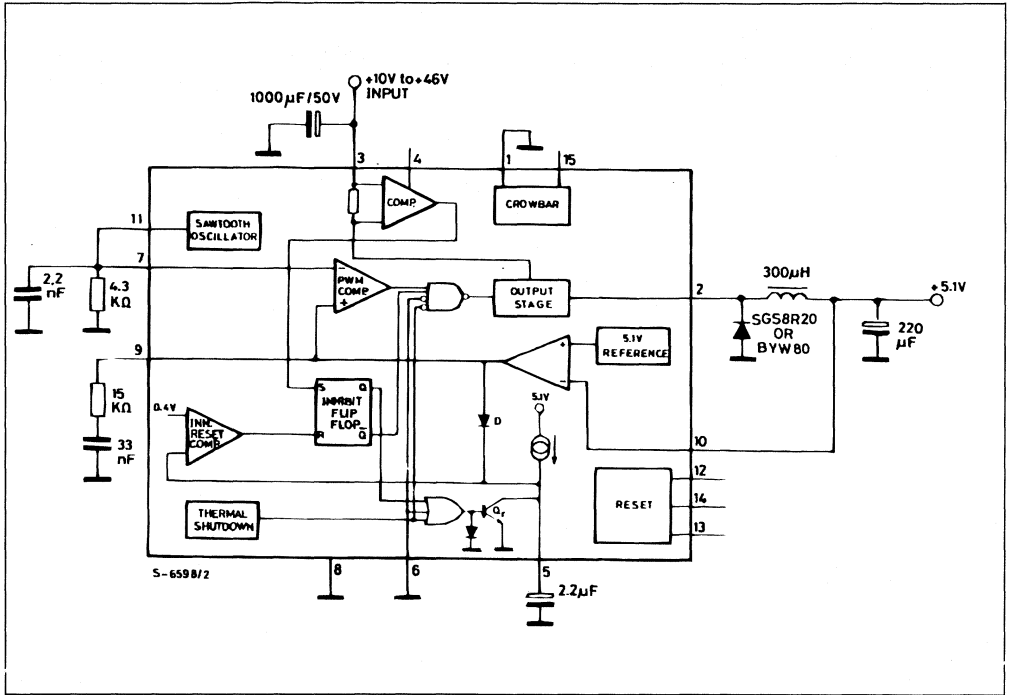 +10V to+46V
INPUT
1000µF/50V
3
4
1
15
COMP.
CROWBAR
11
SAWTOOTH
OSCILLATOR
7
2,2
nF
4.3
KΩ
-
PWM
COMP.
+
OUTPUT
STAGE
2
300µH
+5.1V
SGS8R20
OR
BYW80
220
µF
5.1V
REFERENCE
+
-
9
15
KΩ
33
nF
0.4V
INH.
RESET
COMP.
S
Q
INHIBIT
FLIP
FLOP
R
Q̅
D
5.1V
10
12
14
13
RESET
THERMAL
SHUTDOWN
Qr
S-6598/2
8
6
5
2.2µF